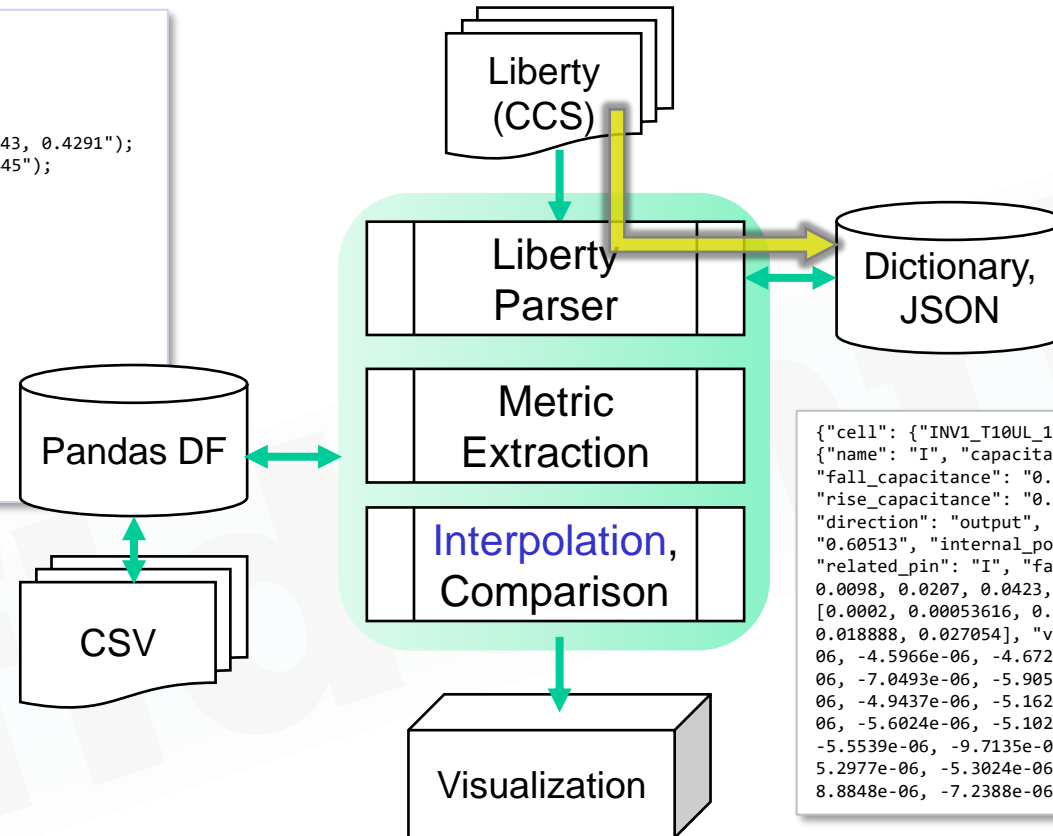 43, 0.4291");
45");
Liberty
(CCS)
Liberty
Parser
Dictionary,
JSON
Metric
Extraction
Pandas DF
Interpolation,
Comparison
CSV
Visualization
{"cell": {"INV1_T10UL_1
{"name": "I", "capacita
"fall_capacitance": "0.
"rise_capacitance": "0.
"direction": "output",
"0.60513", "internal_po
"related_pin": "I", "fa
0.0098, 0.0207, 0.0423,
[0.0002, 0.00053616, 0.
0.018888, 0.027054], "v
06, -4.5966e-06, -4.672
06, -7.0493e-06, -5.905
06, -4.9437e-06, -5.162
06, -5.6024e-06, -5.102
-5.5539e-06, -9.7135e-0
5.2977e-06, -5.3024e-06
8.8848e-06, -7.2388e-06